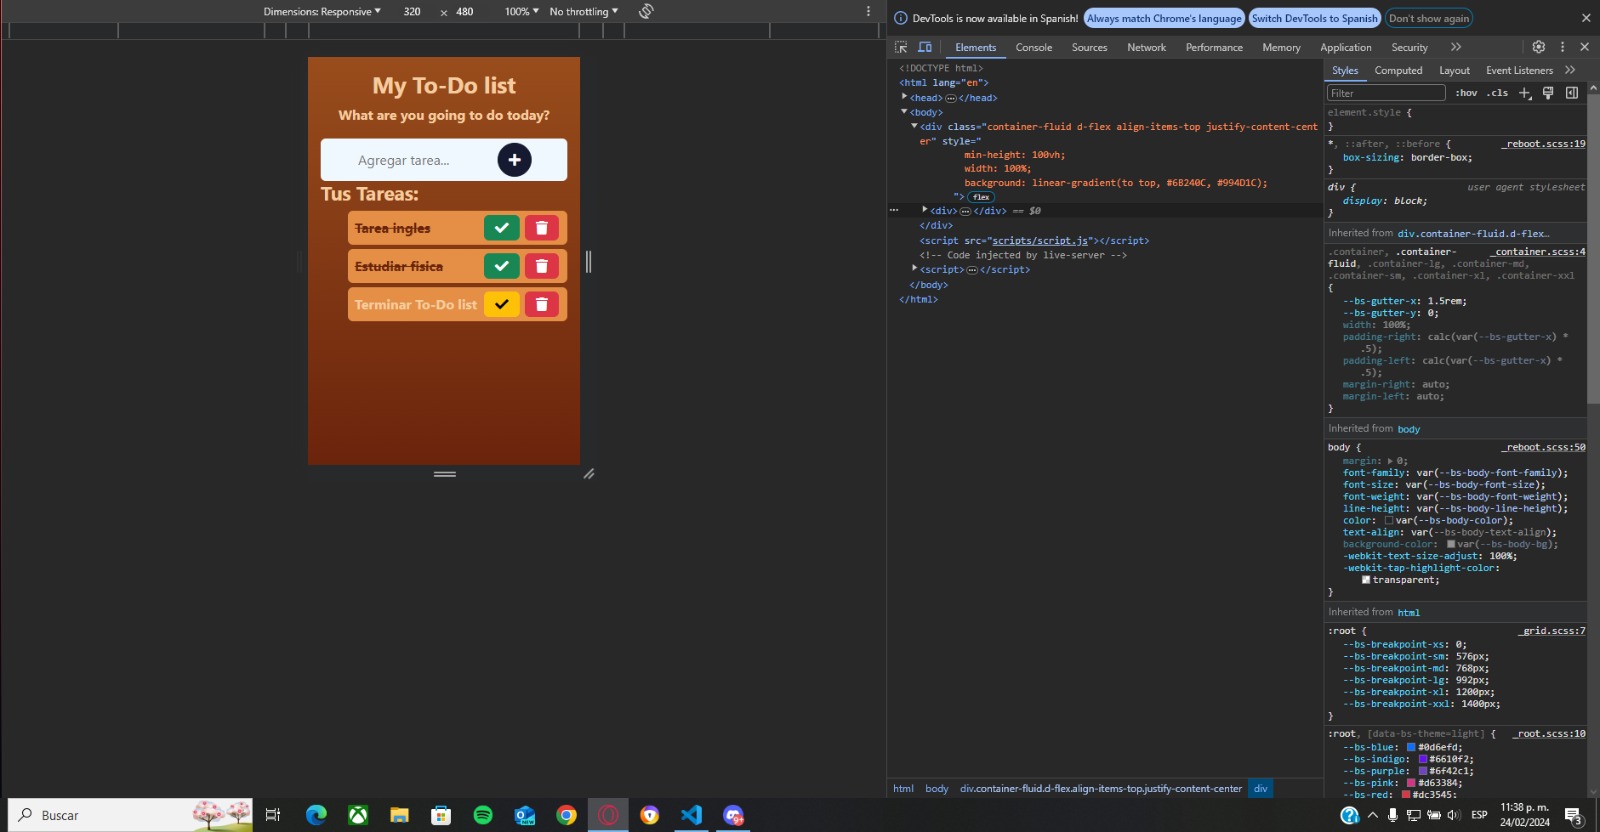 Dimensions: Responsive ▼ 320 × 480 100% ▼ No throttling ▼
My To-Do list
What are you going to do today?
Agregar tarea...
Tus Tareas:
Tarea ingles
Estudiar fisica
Terminar To-Do list
DevTools is now available in Spanish! Always match Chrome's language Switch DevTools to Spanish Don't show again
Elements Console Sources Network Performance Memory Application Security
<!DOCTYPE html>
<html lang="en">
<head>…</head>
<body>
<div class="container-fluid d-flex align-items-top justify-content-cent
er" style="
min-height: 100vh;
width: 100%;
background: linear-gradient(to top, #6B240C, #994D1C);
"> flex
<div>…</div> == $0
</div>
<script src="scripts/script.js"></script>
<!-- Code injected by live-server -->
<script>…</script>
</body>
</html>
html body div.container-fluid.d-flex.align-items-top.justify-content-center div
Styles Computed Layout Event Listeners
Filter :hov .cls
element.style {
}
*, ::after, ::before { _reboot.scss:19
box-sizing: border-box;
}
div { user agent stylesheet
display: block;
}
Inherited from div.container-fluid.d-flex…
.container, .container- _container.scss:4
fluid, .container-lg, .container-md,
.container-sm, .container-xl, .container-xxl
{
--bs-gutter-x: 1.5rem;
--bs-gutter-y: 0;
width: 100%;
padding-right: calc(var(--bs-gutter-x) *
.5);
padding-left: calc(var(--bs-gutter-x) *
.5);
margin-right: auto;
margin-left: auto;
}
Inherited from body
body { _reboot.scss:50
margin: 0;
font-family: var(--bs-body-font-family);
font-size: var(--bs-body-font-size);
font-weight: var(--bs-body-font-weight);
line-height: var(--bs-body-line-height);
color: var(--bs-body-color);
text-align: var(--bs-body-text-align);
background-color: var(--bs-body-bg);
-webkit-text-size-adjust: 100%;
-webkit-tap-highlight-color:
transparent;
}
Inherited from html
:root { _grid.scss:7
--bs-breakpoint-xs: 0;
--bs-breakpoint-sm: 576px;
--bs-breakpoint-md: 768px;
--bs-breakpoint-lg: 992px;
--bs-breakpoint-xl: 1200px;
--bs-breakpoint-xxl: 1400px;
}
:root, [data-bs-theme=light] { _root.scss:10
--bs-blue: #0d6efd;
--bs-indigo: #6610f2;
--bs-purple: #6f42c1;
--bs-pink: #d63384;
--bs-red: #dc3545;
Buscar
ESP
11:38 p. m.
24/02/2024
3